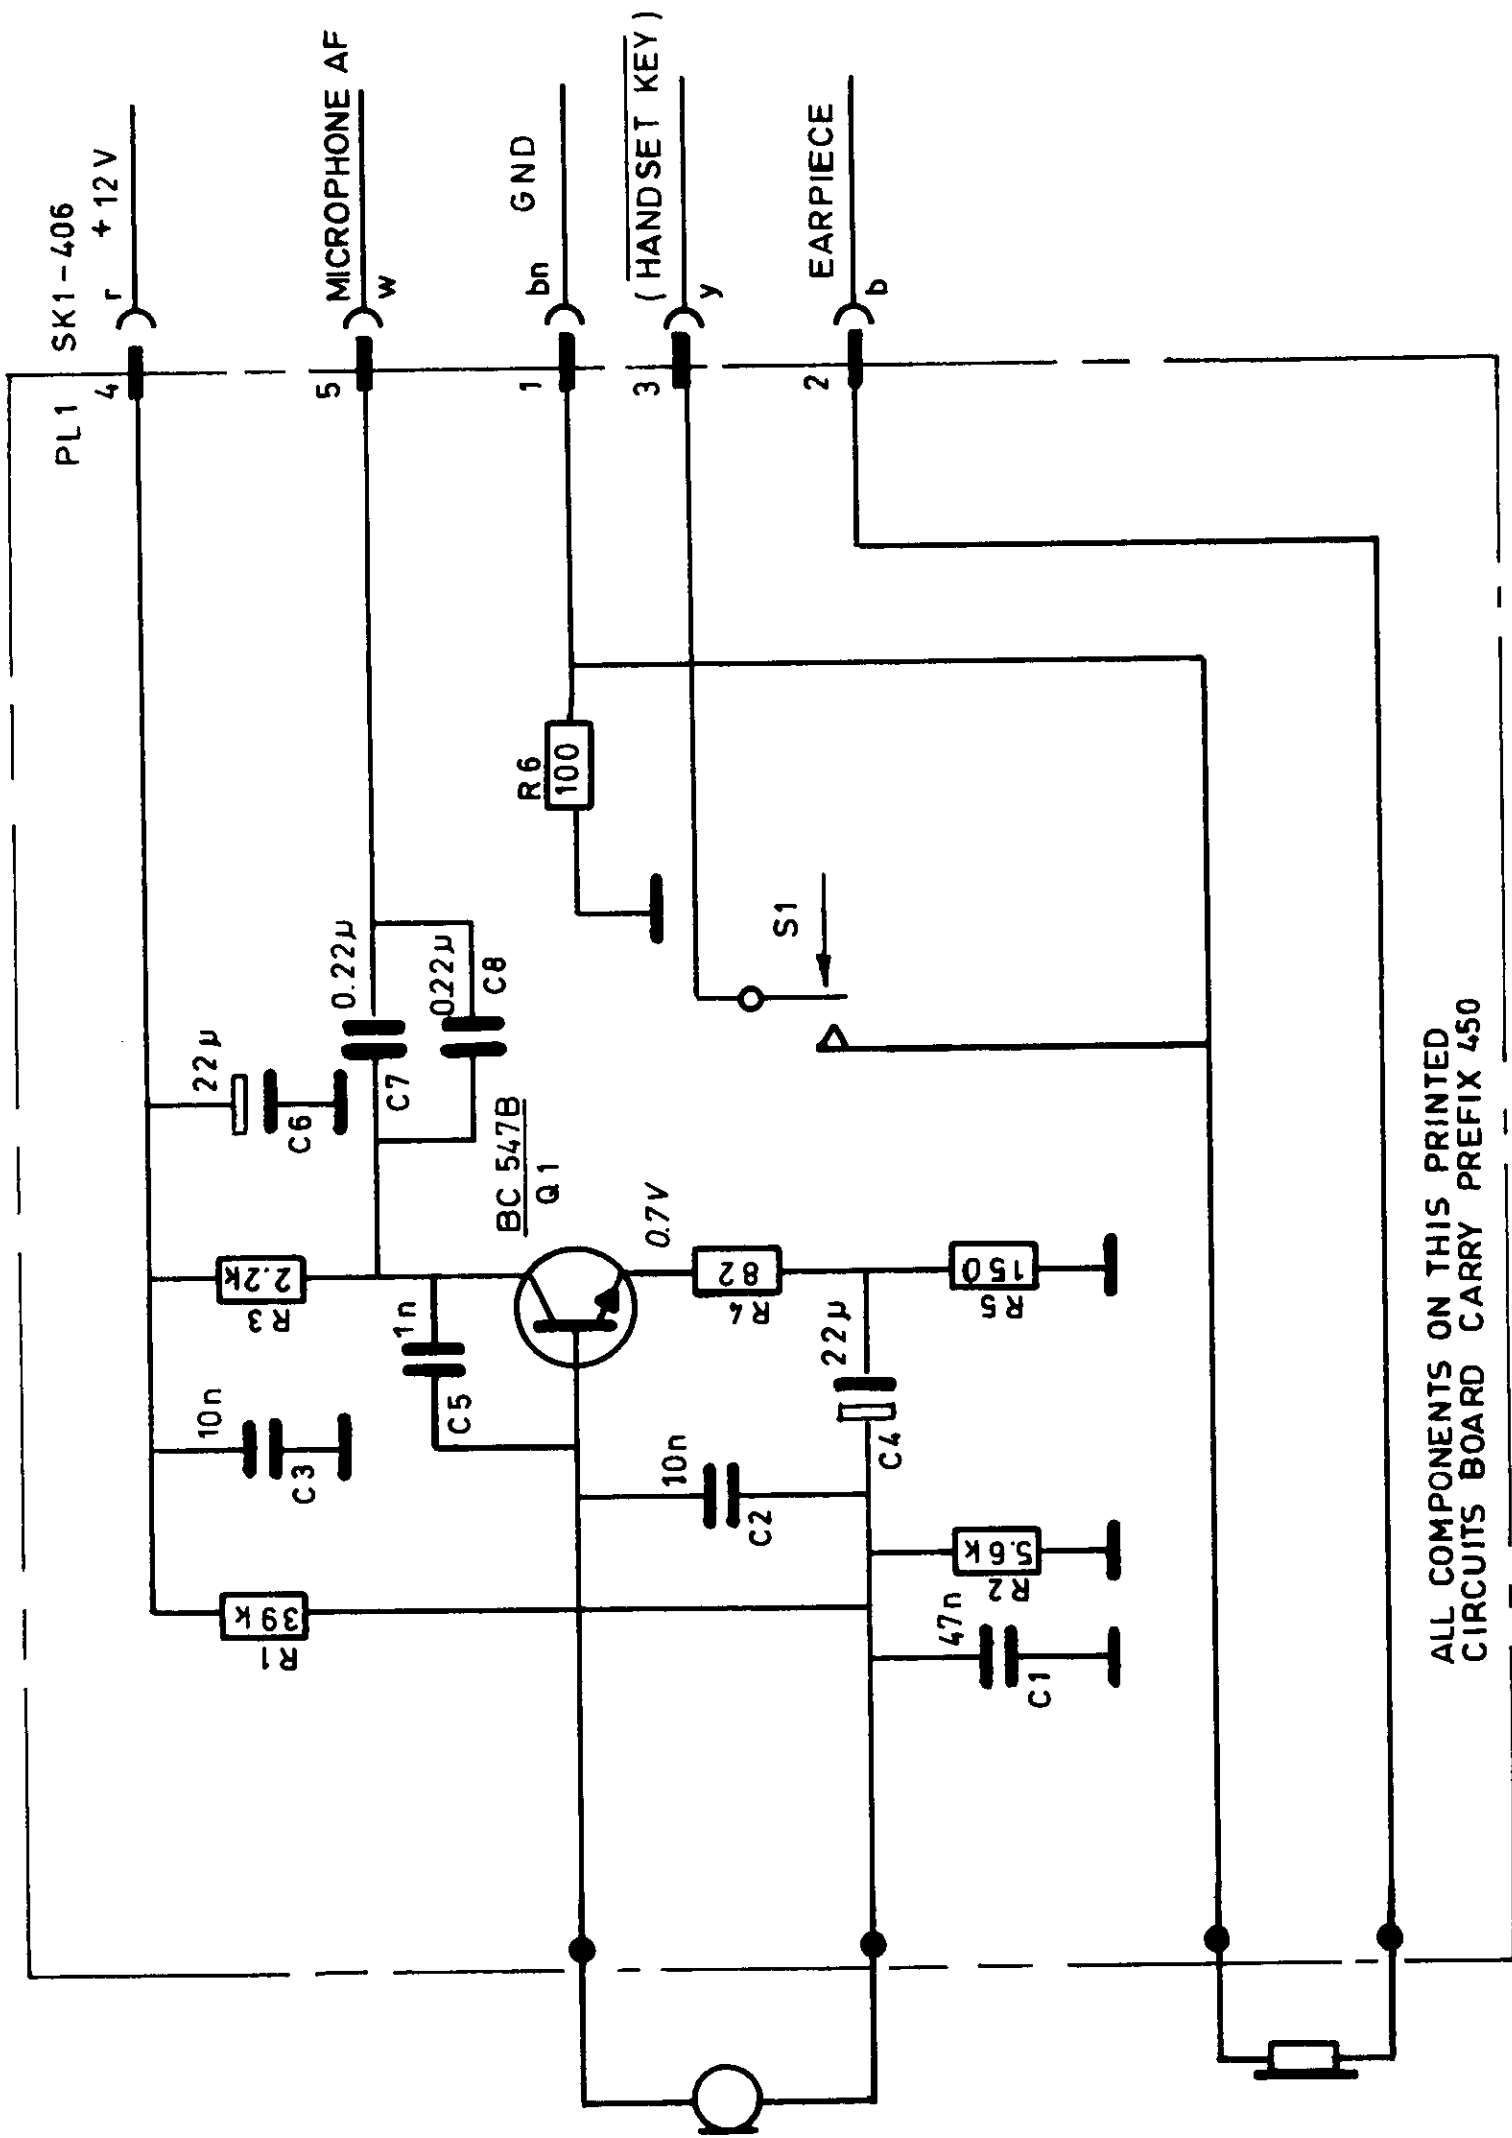 PL1 SK1-406
4 r +12V
5 MICROPHONE AF
w
1 bn GND
3 (HANDSET KEY)
y
2 EARPIECE
b
R1 39k
C3 10n
R3 2.2k
C6 22µ
C7 0.22µ
C8 0.22µ
C5 1n
BC 547B
Q1
0.7V
R6 100
S1
C2 10n
C4 22µ
R4 82
R5 150
R2 5.6k
C1 47n
ALL COMPONENTS ON THIS PRINTED
CIRCUITS BOARD CARRY PREFIX 450